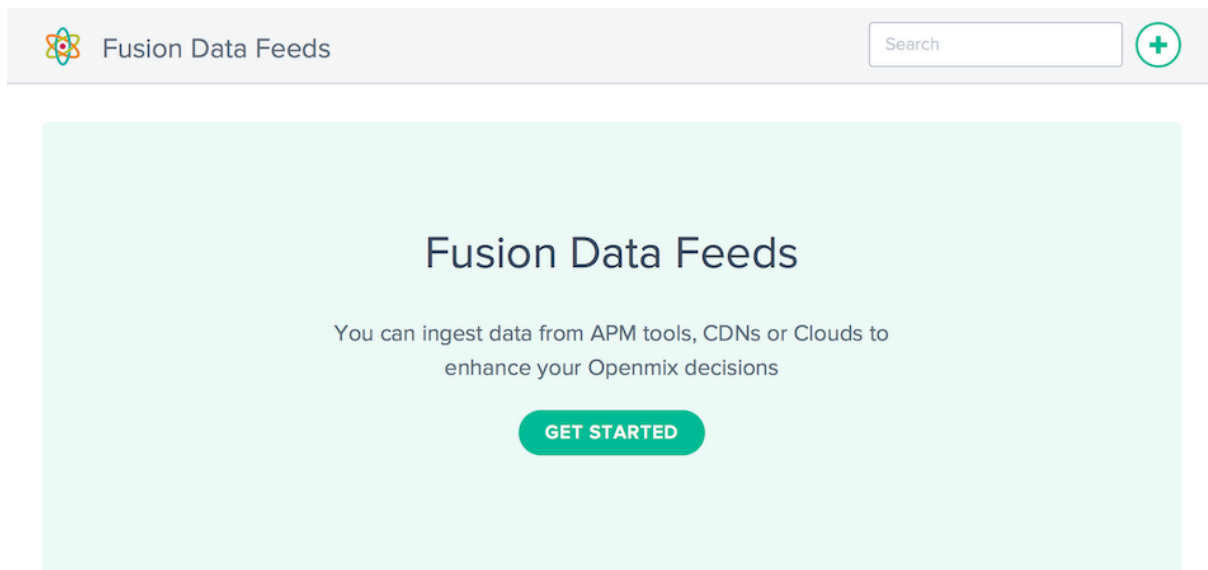 Fusion Data Feeds
Search
Fusion Data Feeds
You can ingest data from APM tools, CDNs or Clouds to
enhance your Openmix decisions
GET STARTED